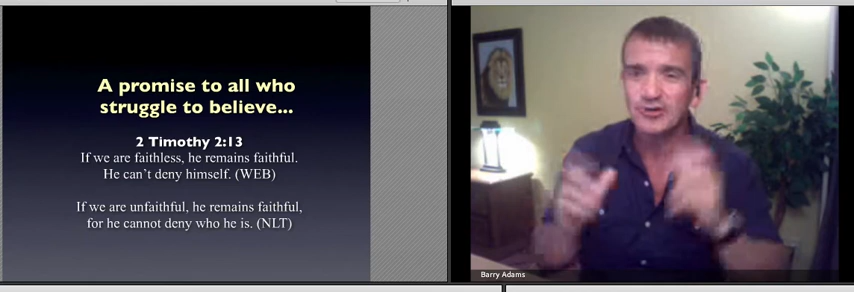 A promise to all who
struggle to believe...
2 Timothy 2:13
If we are faithless, he remains faithful.
He can't deny himself. (WEB)
If we are unfaithful, he remains faithful,
for he cannot deny who he is. (NLT)
Barry Adams